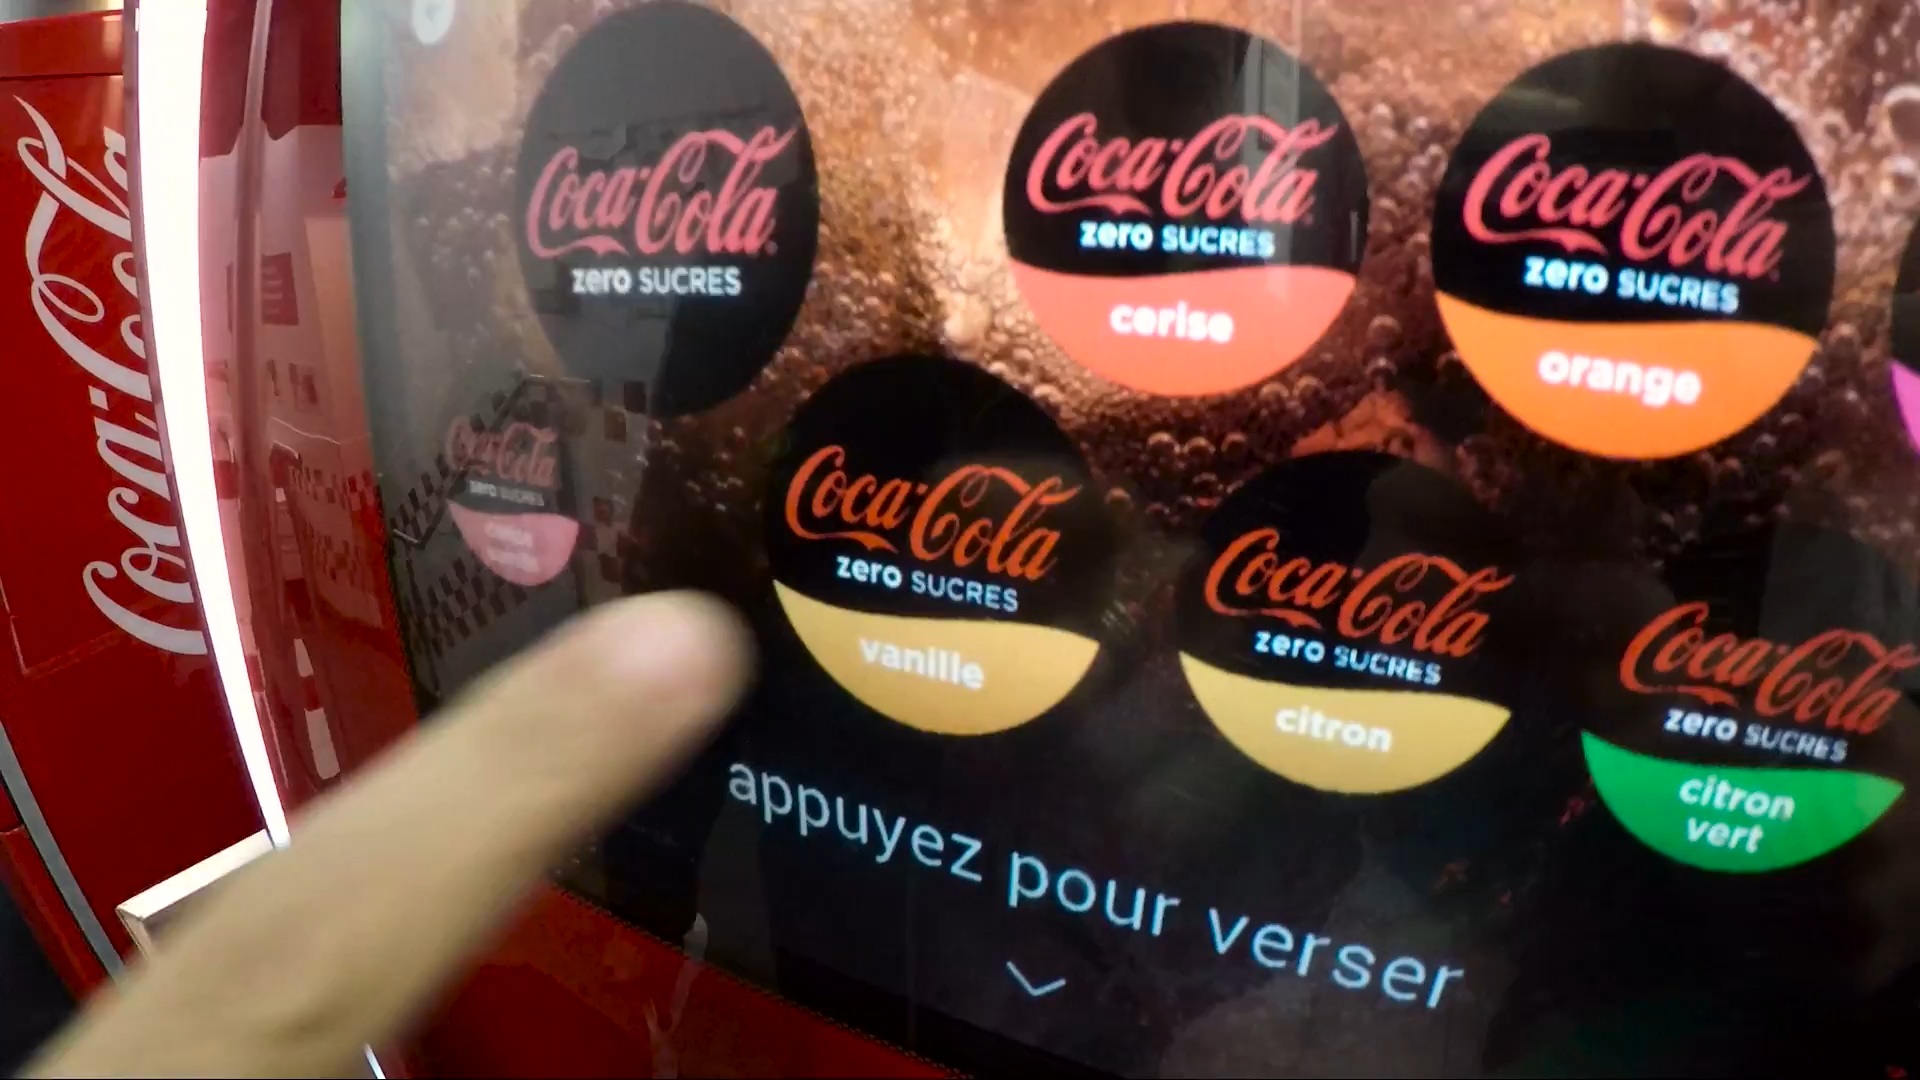 Coca-Cola
Coca-Cola
zero SUCRES
Coca-Cola
zero SUCRES
cerise
Coca-Cola
zero SUCRES
orange
Coca-Cola
zero SUCRES
Coca-Cola
zero SUCRES
vanille
Coca-Cola
zero SUCRES
citron
Coca-Cola
zero SUCRES
citron
vert
appuyez pour verser